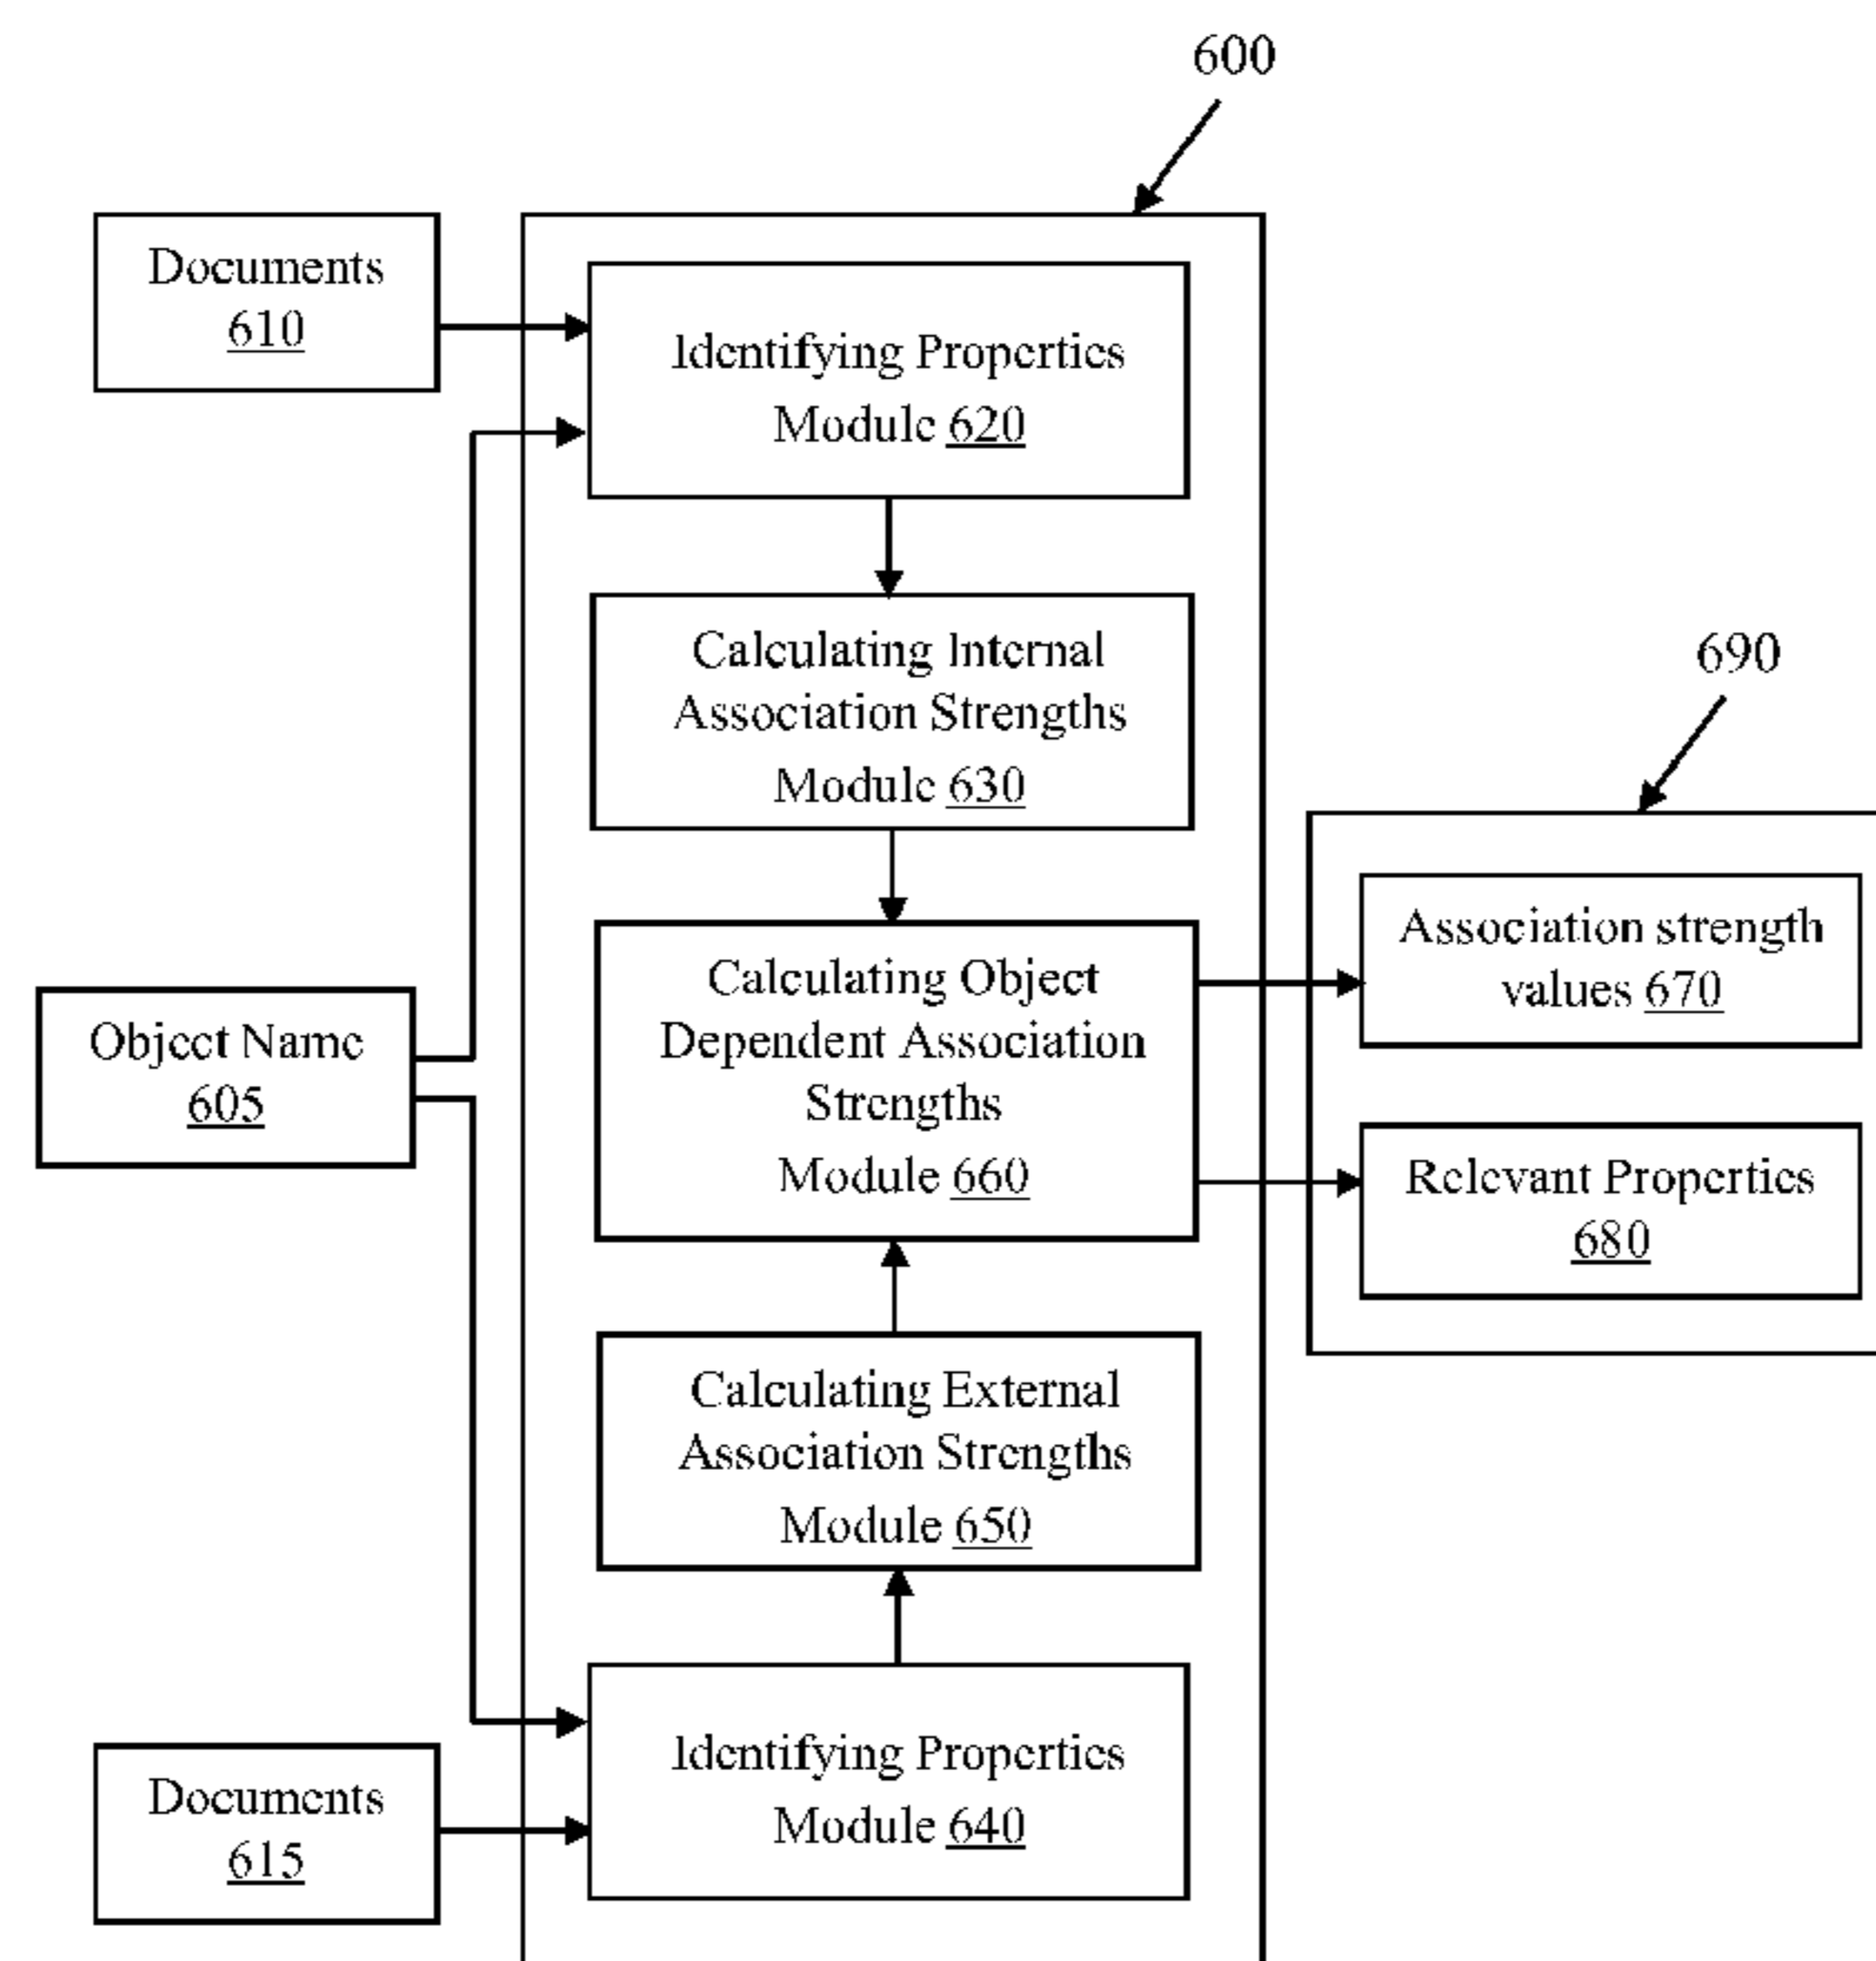 600
Documents
610
Identifying Properties
Module 620
Calculating Internal
Association Strengths
Module 630
690
Association strength
values 670
Calculating Object
Dependent Association
Strengths
Module 660
Object Name
605
Relevant Properties
680
Calculating External
Association Strengths
Module 650
Identifying Properties
Module 640
Documents
615